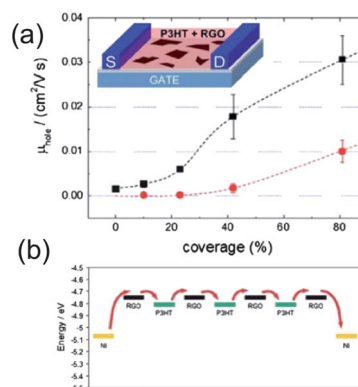 (a)
P3HT + RGO
S
D
GATE
0.04
0.03
0.02
0.01
0.00
μhole / (cm²/V s)
0 20 40 60 80
coverage (%)
(b)
Energy / eV
-4.5
-4.6
-4.7
-4.8
-4.9
-5
-5.1
-5.2
-5.3
-5.4
-5.5
RGO RGO RGO RGO
P3HT P3HT P3HT
NI NI